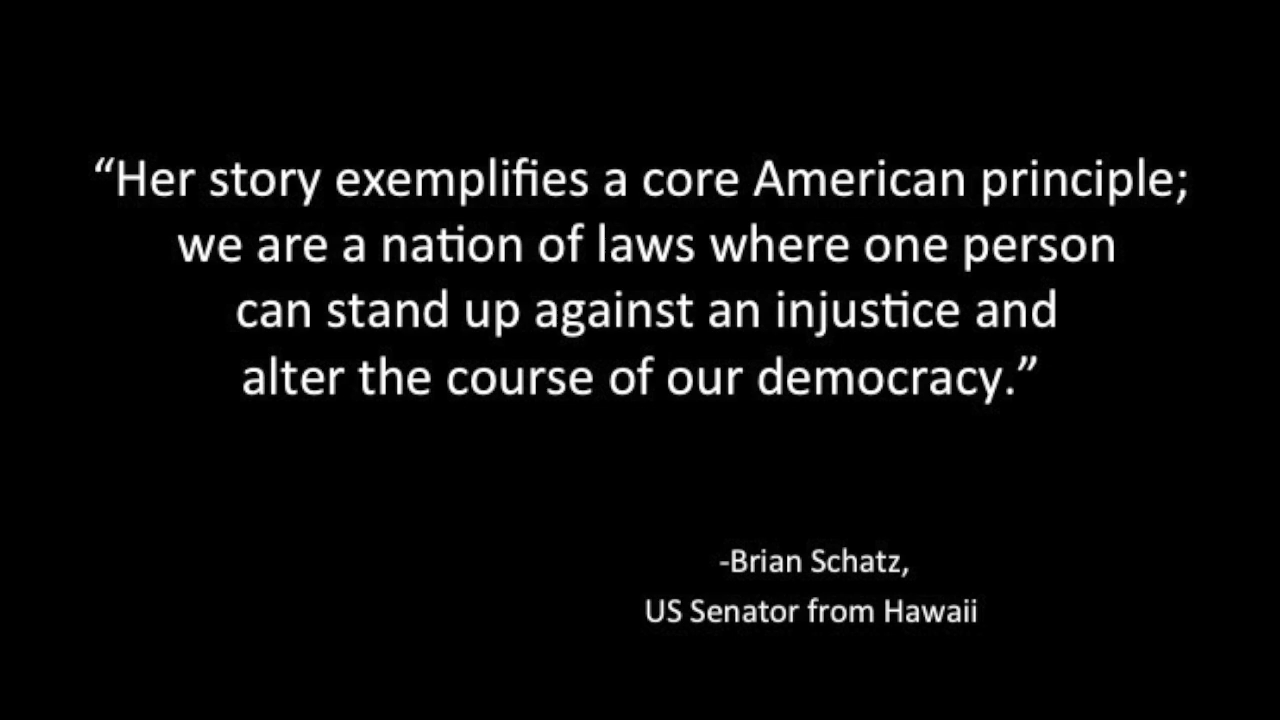 “Her story exemplifies a core American principle;
we are a nation of laws where one person
can stand up against an injustice and
alter the course of our democracy.”
-Brian Schatz,
US Senator from Hawaii